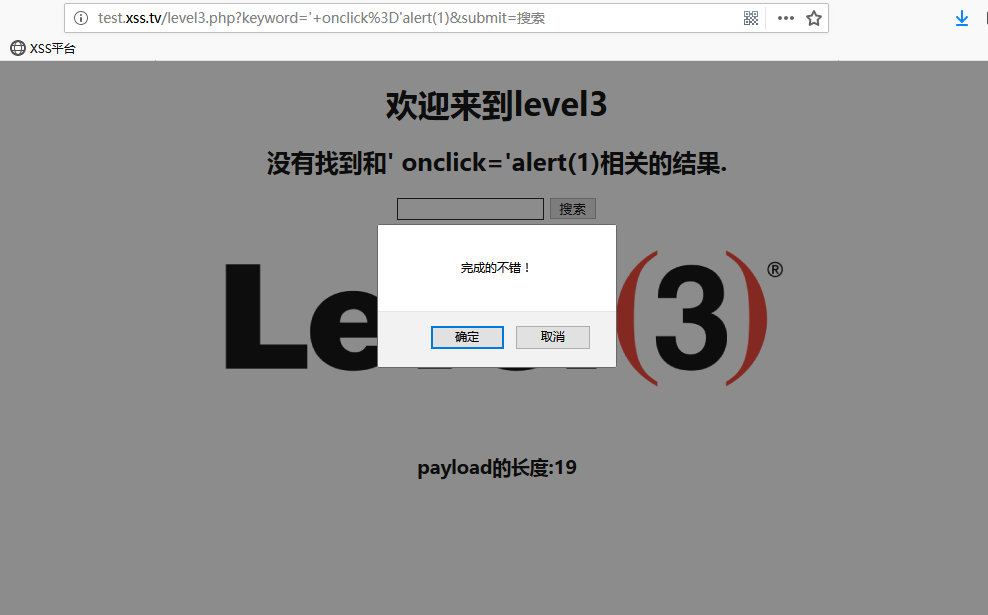 test.xss.tv/level3.php?keyword='+onclick%3D'alert(1)&submit=搜索
XSS平台
欢迎来到level3
没有找到和' onclick='alert(1)相关的结果.
搜索
完成的不错！
确定 取消
Le (3)®
payload的长度:19